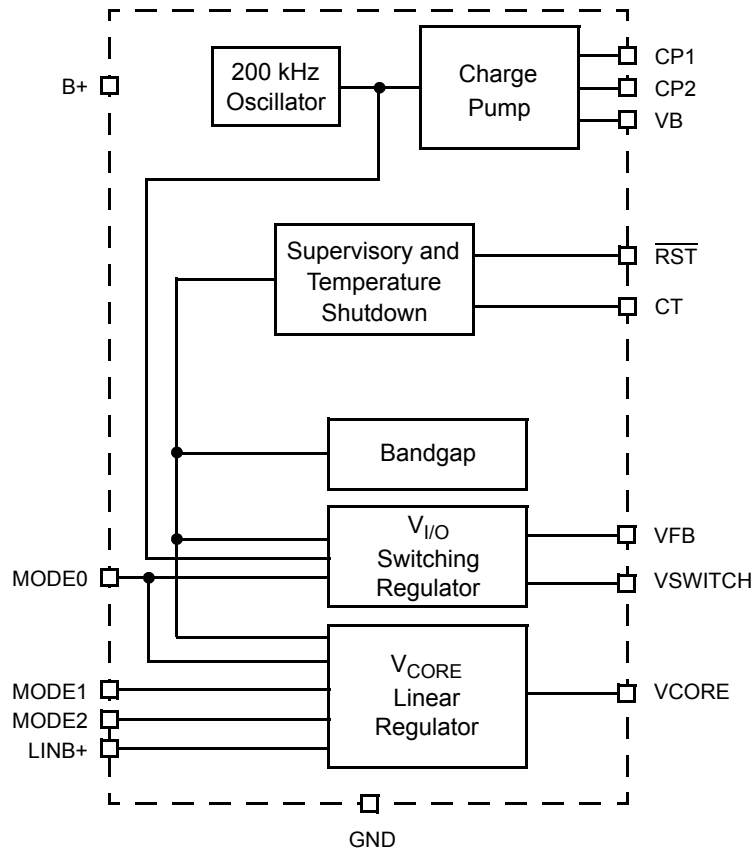 B+
200 kHz
Oscillator
Charge
Pump
CP1
CP2
VB
Supervisory and
Temperature
Shutdown
RST
CT
Bandgap
VI/O
Switching
Regulator
VFB
VSWITCH
MODE0
MODE1
MODE2
LINB+
VCORE
Linear
Regulator
VCORE
GND